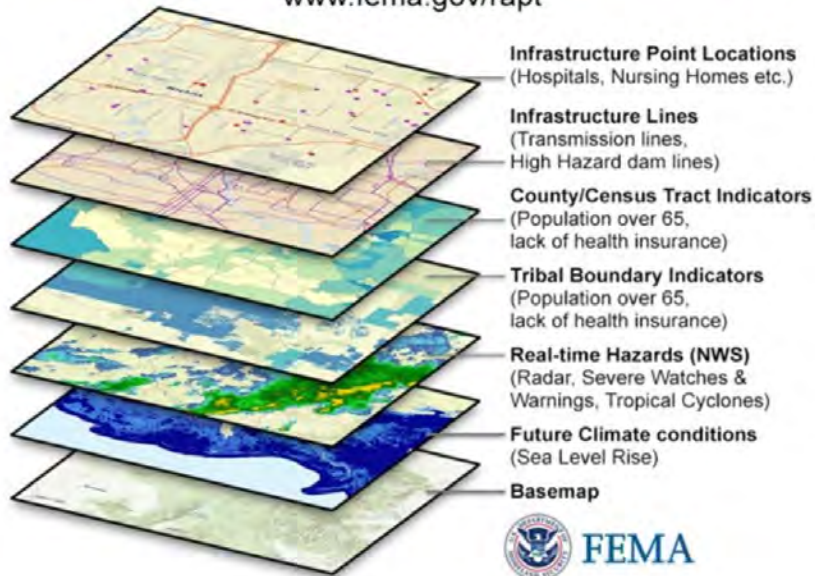 www.fema.gov/rapt
Infrastructure Point Locations
(Hospitals, Nursing Homes etc.)
Infrastructure Lines
(Transmission lines,
High Hazard dam lines)
County/Census Tract Indicators
(Population over 65,
lack of health insurance)
Tribal Boundary Indicators
(Population over 65,
lack of health insurance)
Real-time Hazards (NWS)
(Radar, Severe Watches &
Warnings, Tropical Cyclones)
Future Climate conditions
(Sea Level Rise)
Basemap
FEMA